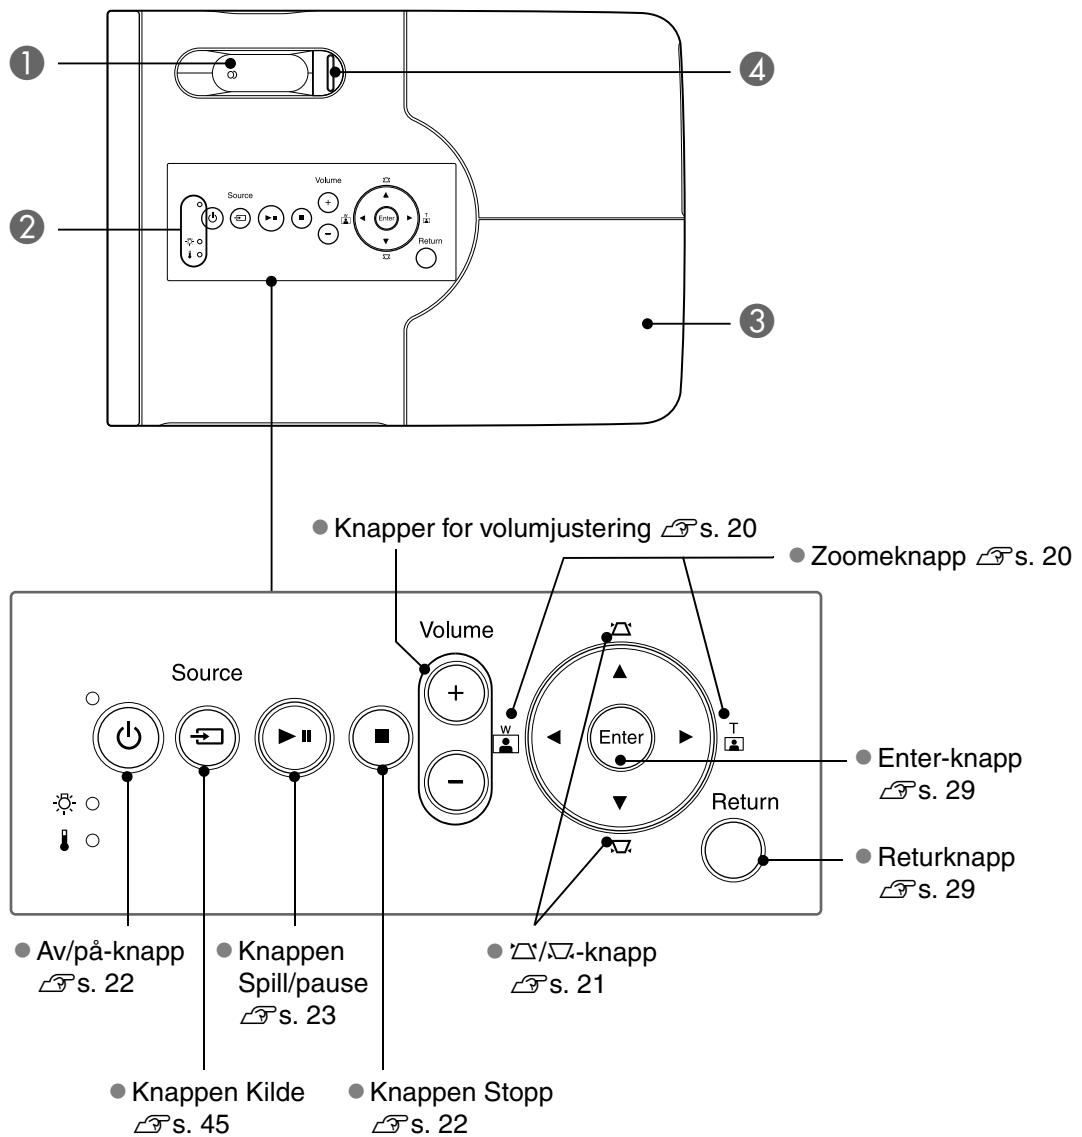 1
4
Volume
Source
2
Enter
W
T
Return
3
Knapper for volumjustering s. 20
Zoomeknapp s. 20
Volume
Source
W
T
Enter
Enter-knapp
s. 29
Return
Returknapp
s. 29
Av/på-knapp
s. 22
Knappen
Spill/pause
s. 23
/ -knapp
s. 21
Knappen Kilde
s. 45
Knappen Stopp
s. 22